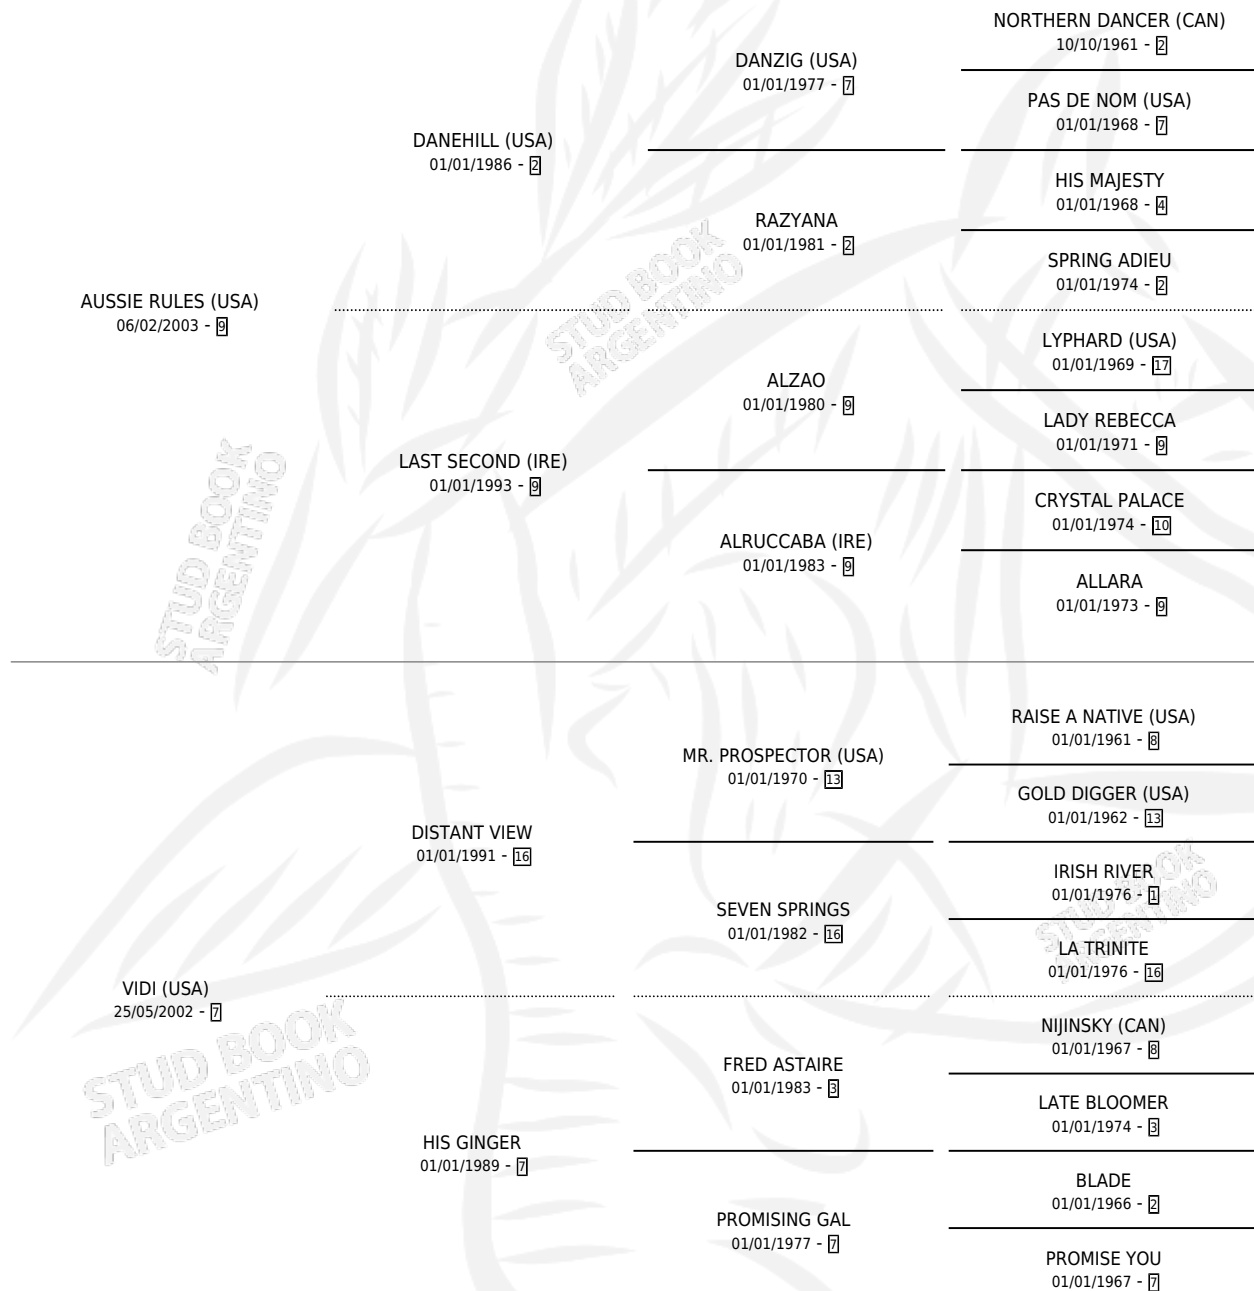 NORTHERN DANCER (CAN)
10/10/1961 - 2
DANZIG (USA)
01/01/1977 - 7
PAS DE NOM (USA)
01/01/1968 - 7
DANEHILL (USA)
01/01/1986 - 2
HIS MAJESTY
01/01/1968 - 4
RAZYANA
01/01/1981 - 2
SPRING ADIEU
01/01/1974 - 2
AUSSIE RULES (USA)
06/02/2003 - 9
LYPHARD (USA)
01/01/1969 - 17
ALZAO
01/01/1980 - 9
LADY REBECCA
01/01/1971 - 9
LAST SECOND (IRE)
01/01/1993 - 9
CRYSTAL PALACE
01/01/1974 - 10
ALRUCCABA (IRE)
01/01/1983 - 9
ALLARA
01/01/1973 - 9
STUD BOOK
ARGENTINO
STUD BOOK
ARGENTINO
RAISE A NATIVE (USA)
01/01/1961 - 8
MR. PROSPECTOR (USA)
01/01/1970 - 13
GOLD DIGGER (USA)
01/01/1962 - 13
DISTANT VIEW
01/01/1991 - 16
IRISH RIVER
01/01/1976 - 1
SEVEN SPRINGS
01/01/1982 - 16
LA TRINITE
01/01/1976 - 16
STUD BOOK
ARGENTINO
VIDI (USA)
25/05/2002 - 7
NIJINSKY (CAN)
01/01/1967 - 8
FRED ASTAIRE
01/01/1983 - 3
LATE BLOOMER
01/01/1974 - 3
STUD BOOK
ARGENTINO
HIS GINGER
01/01/1989 - 7
BLADE
01/01/1966 - 2
PROMISING GAL
01/01/1977 - 7
PROMISE YOU
01/01/1967 - 7